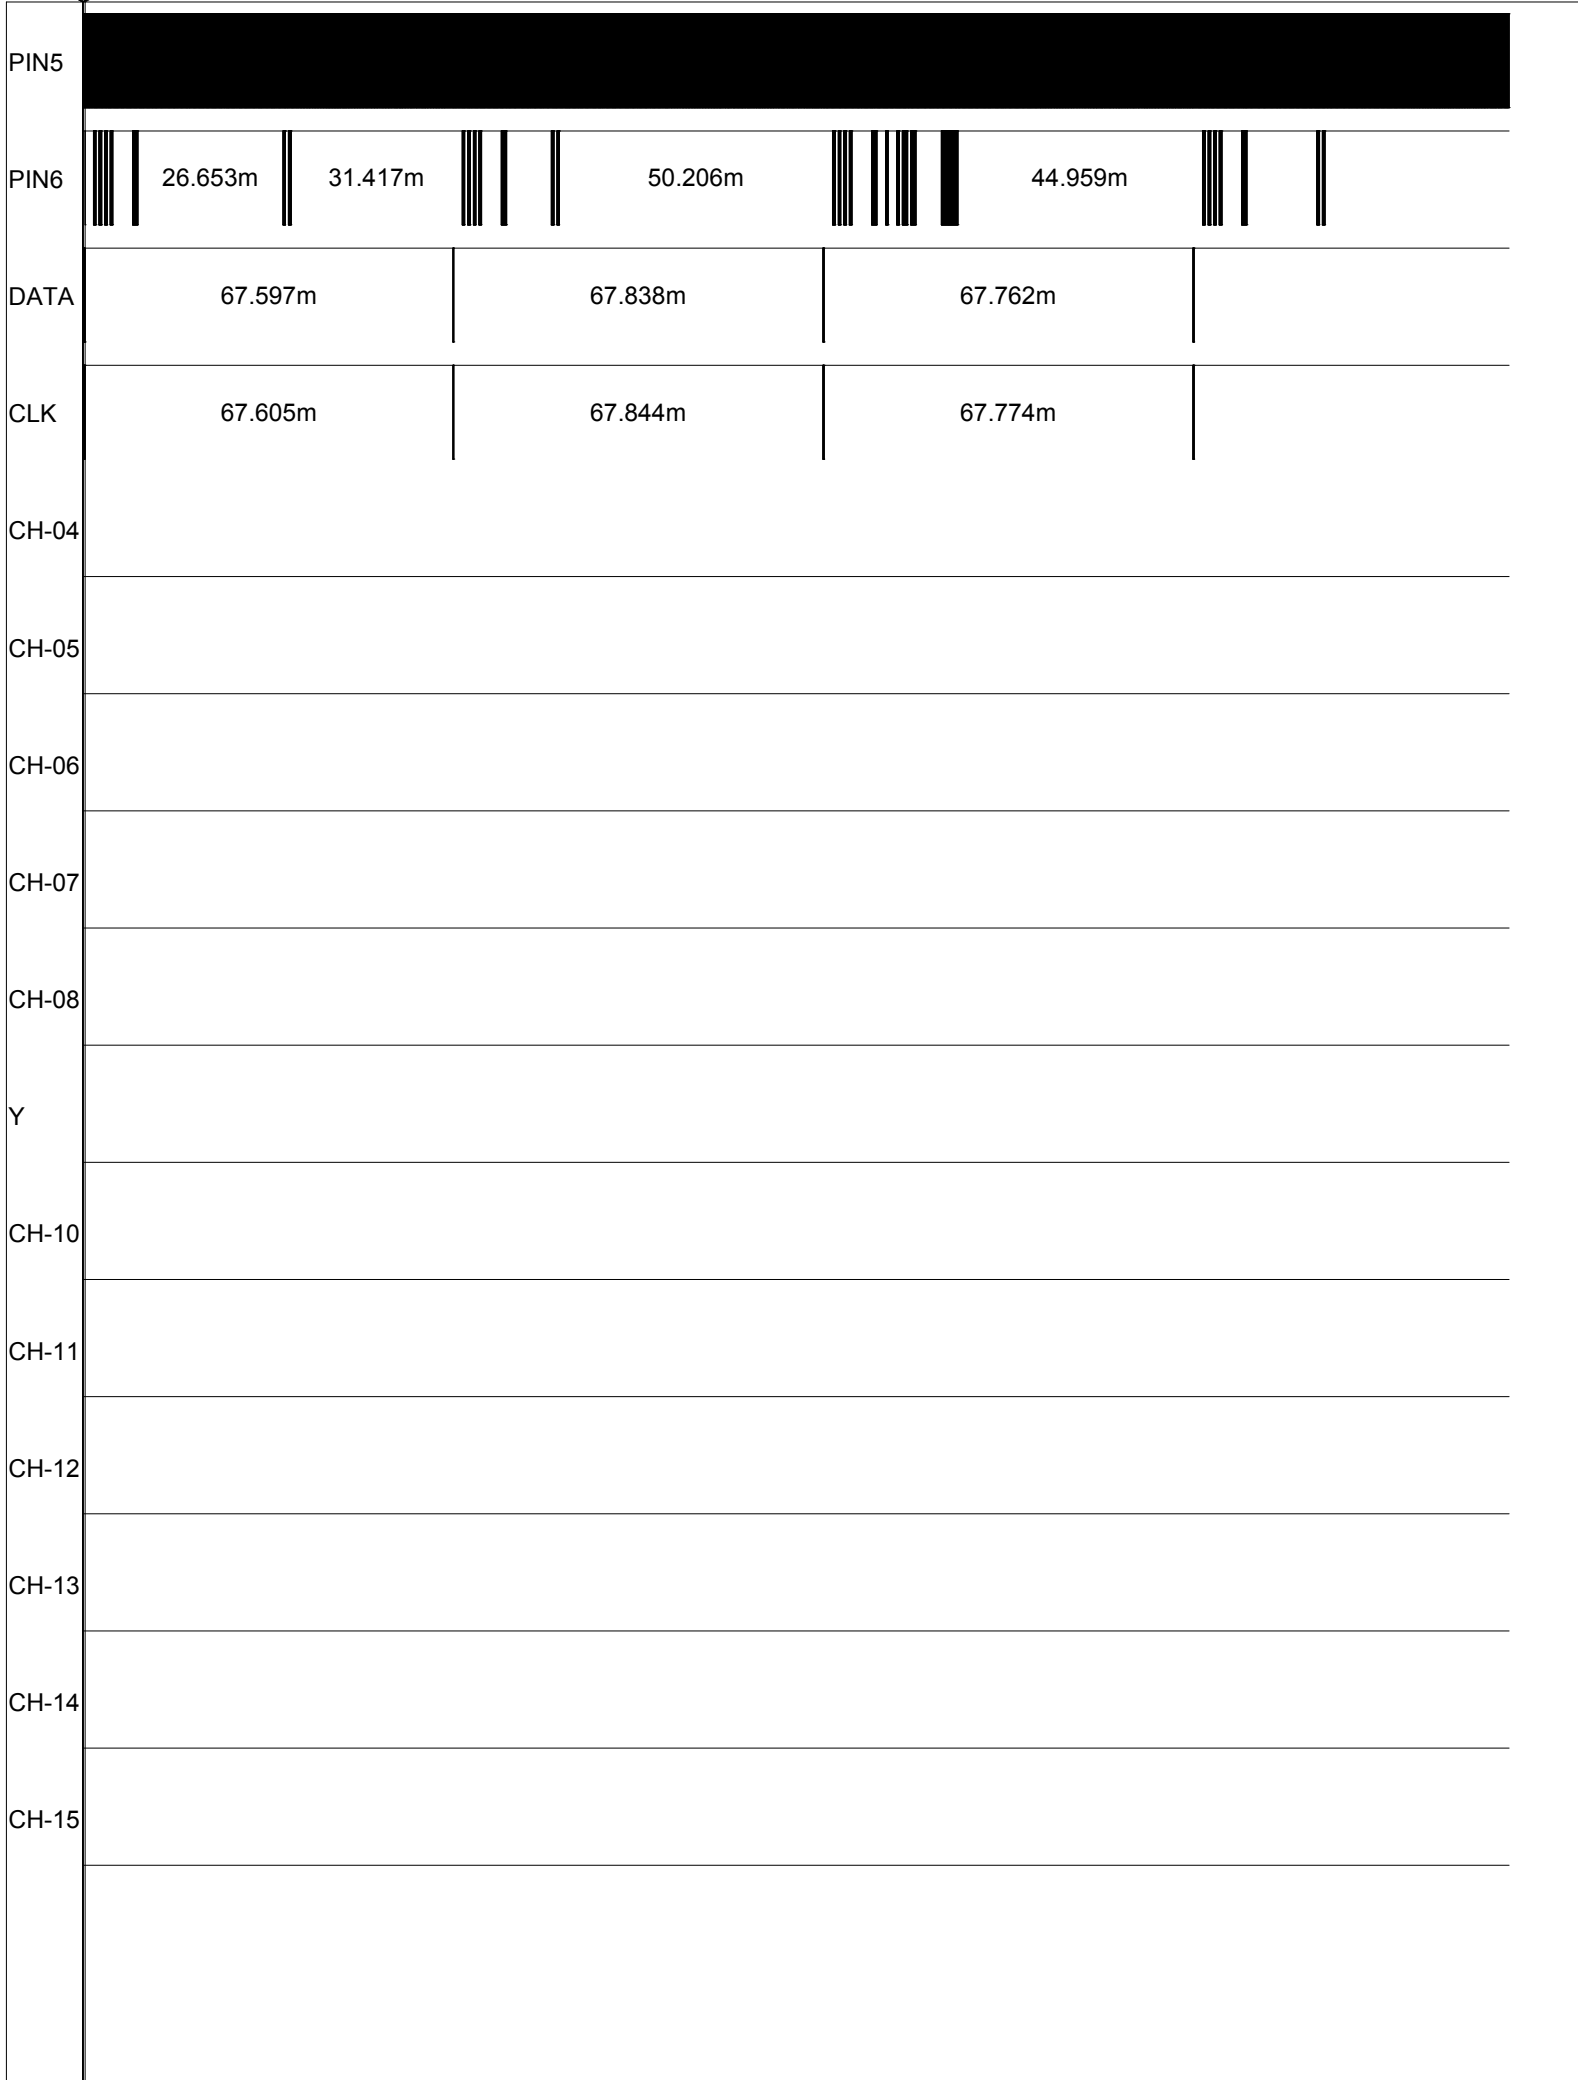 PIN5
PIN6 26.653m 31.417m 50.206m 44.959m
DATA 67.597m 67.838m 67.762m
CLK 67.605m 67.844m 67.774m
CH-04
CH-05
CH-06
CH-07
CH-08
Y
CH-10
CH-11
CH-12
CH-13
CH-14
CH-15